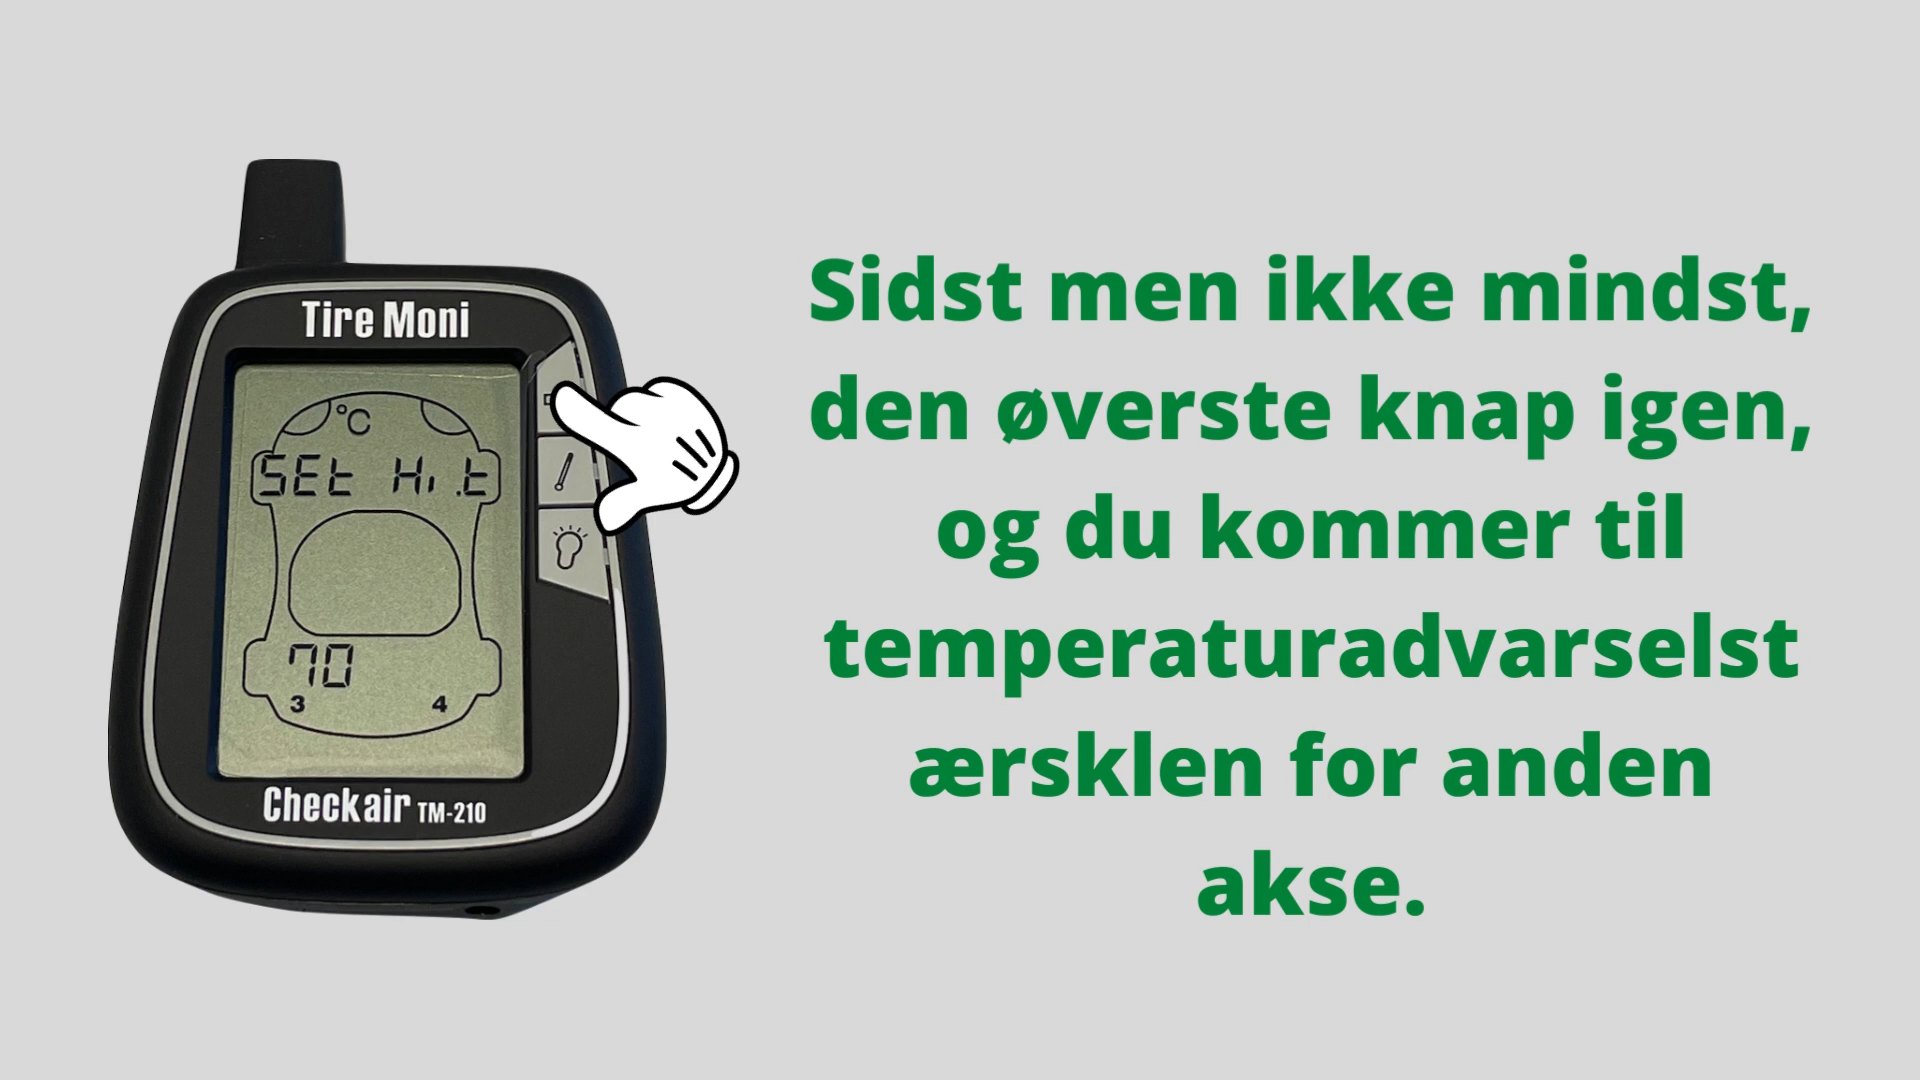 Tire Moni
°C
SEt Hi.t
70
3 4
Checkair TM-210
Sidst men ikke mindst,
den øverste knap igen,
og du kommer til
temperaturadvarselst
ærsklen for anden
akse.